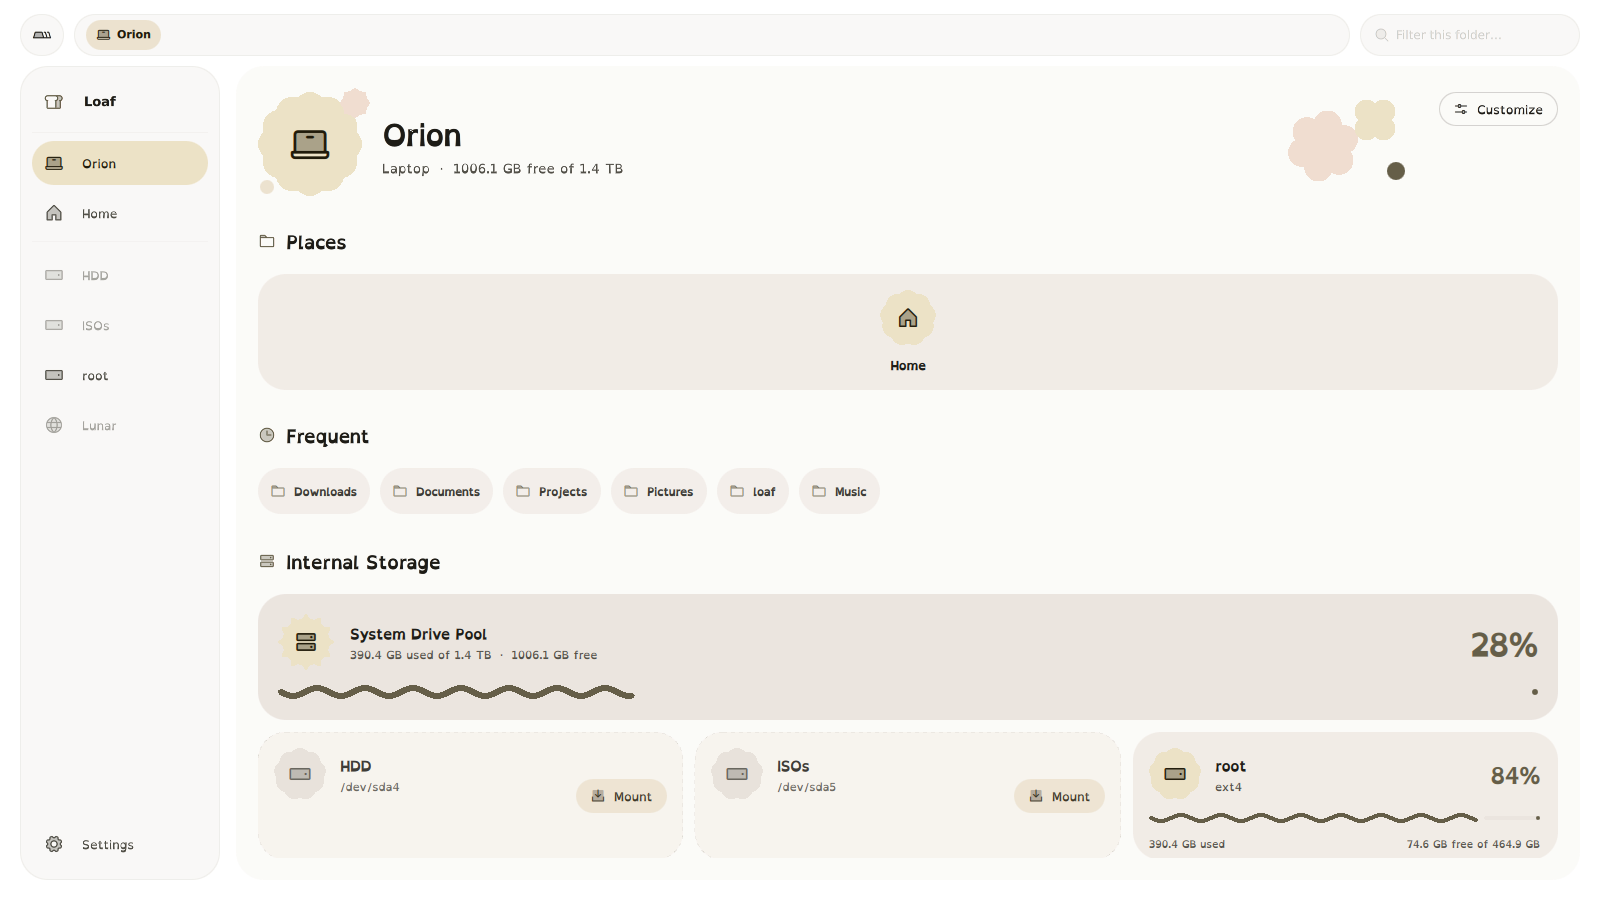 Orion
Filter this folder...
Loaf
Orion
Home
HDD
ISOs
root
Lunar
Settings
Orion
Laptop · 1006.1 GB free of 1.4 TB
Customize
Places
Home
Frequent
Downloads
Documents
Projects
Pictures
loaf
Music
Internal Storage
System Drive Pool
390.4 GB used of 1.4 TB · 1006.1 GB free
28%
HDD
/dev/sda4
Mount
ISOs
/dev/sda5
Mount
root
ext4
84%
390.4 GB used
74.6 GB free of 464.9 GB